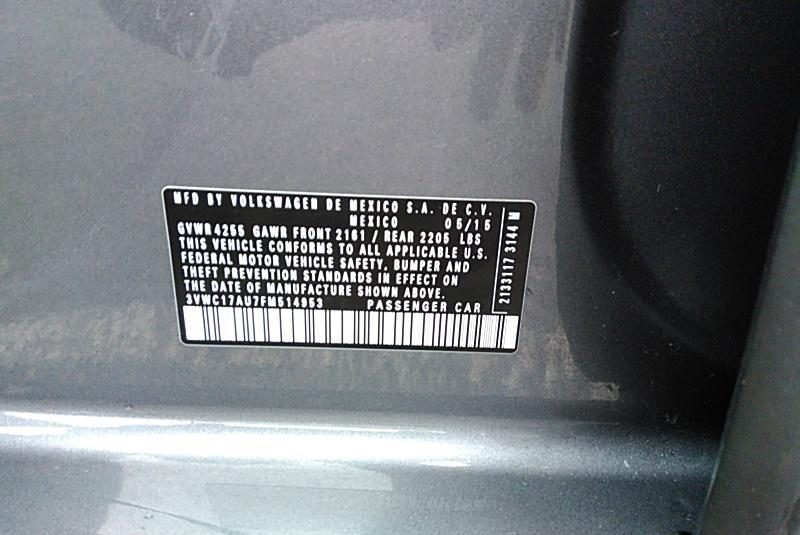 MFD BY VOLKSWAGEN DE MEXICO S.A. DE C.V.
MEXICO 05/15
GVWR 4255 GAWR FRONT 2161 / REAR 2205 LBS
THIS VEHICLE CONFORMS TO ALL APPLICABLE U.S.
FEDERAL MOTOR VEHICLE SAFETY, BUMPER AND
THEFT PREVENTION STANDARDS IN EFFECT ON
THE DATE OF MANUFACTURE SHOWN ABOVE.
3VWC17AU7FM514953 PASSENGER CAR
2133117 3144 M